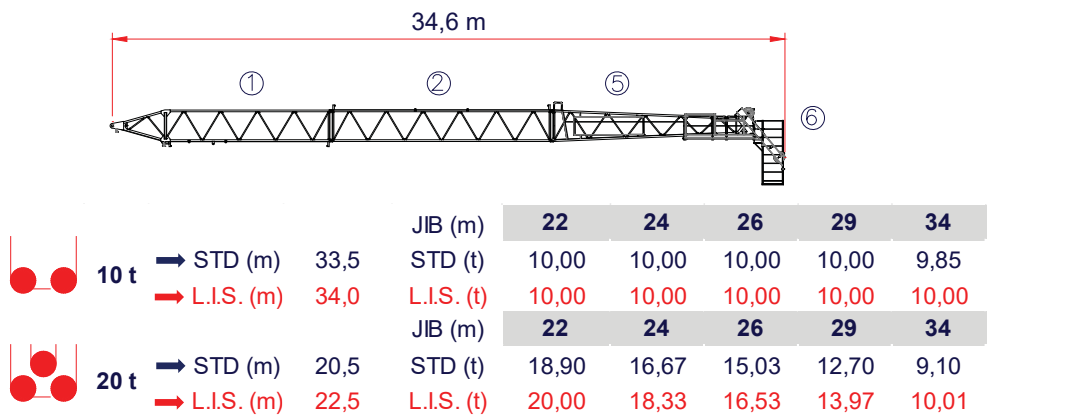 34,6 m
① ② ⑤
⑥
JIB (m) 22 24 26 29 34
10 t STD (m) 33,5 STD (t) 10,00 10,00 10,00 10,00 9,85
L.I.S. (m) 34,0 L.I.S. (t) 10,00 10,00 10,00 10,00 10,00
JIB (m) 22 24 26 29 34
20 t STD (m) 20,5 STD (t) 18,90 16,67 15,03 12,70 9,10
L.I.S. (m) 22,5 L.I.S. (t) 20,00 18,33 16,53 13,97 10,01